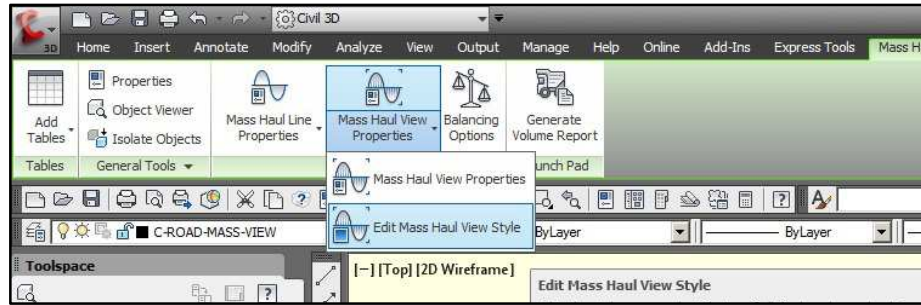 Civil 3D
3D
Home Insert Annotate Modify Analyze View Output Manage Help Online Add-Ins Express Tools Mass H
Add Tables
Properties
Object Viewer
Isolate Objects
Mass Haul Line Properties
Mass Haul View Properties
Balancing Options
Generate Volume Report
Tables
General Tools
unch Pad
Mass Haul View Properties
Edit Mass Haul View Style
C-ROAD-MASS-VIEW
ByLayer
ByLayer
Toolspace
[−] [Top] [2D Wireframe]
Edit Mass Haul View Style